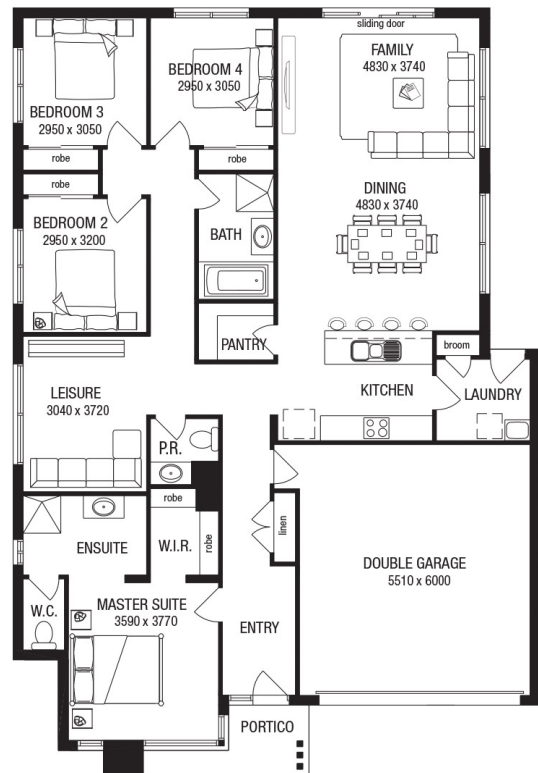 sliding door
FAMILY
4830 x 3740
BEDROOM 4
2950 x 3050
BEDROOM 3
2950 x 3050
robe
robe
robe
DINING
4830 x 3740
BEDROOM 2
2950 x 3200
BATH
PANTRY
broom
KITCHEN
LAUNDRY
LEISURE
3040 x 3720
P.R.
robe
linen
robe
ENSUITE
W.I.R.
DOUBLE GARAGE
5510 x 6000
W.C.
MASTER SUITE
3590 x 3770
ENTRY
PORTICO